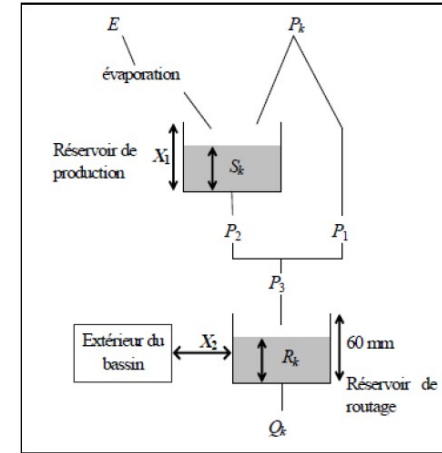 E
P_k
évaporation
Réservoir de
production
X_1
S_k
P_2
P_1
P_3
Extérieur du
bassin
X_2
R_k
60 mm
Réservoir de
routage
Q_k